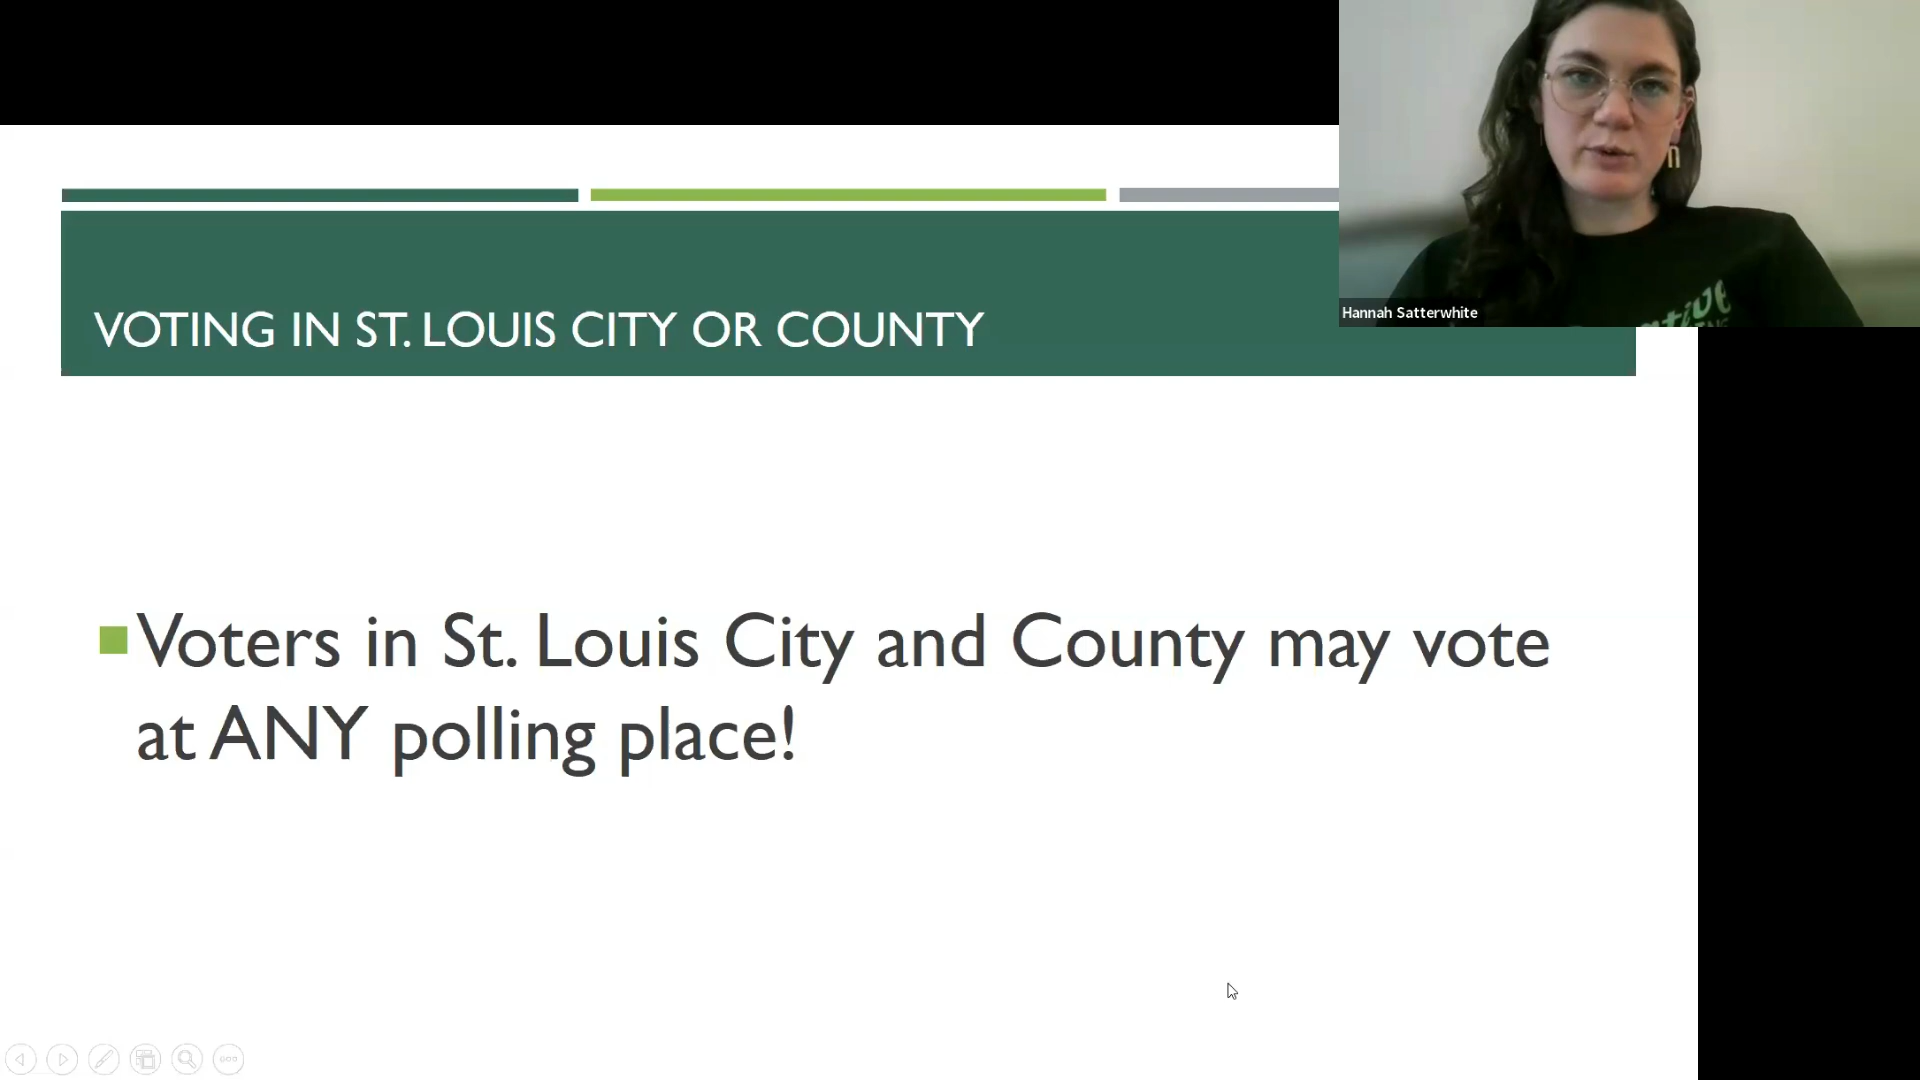 VOTING IN ST. LOUIS CITY OR COUNTY
Hannah Satterwhite
Voters in St. Louis City and County may vote
at ANY polling place!